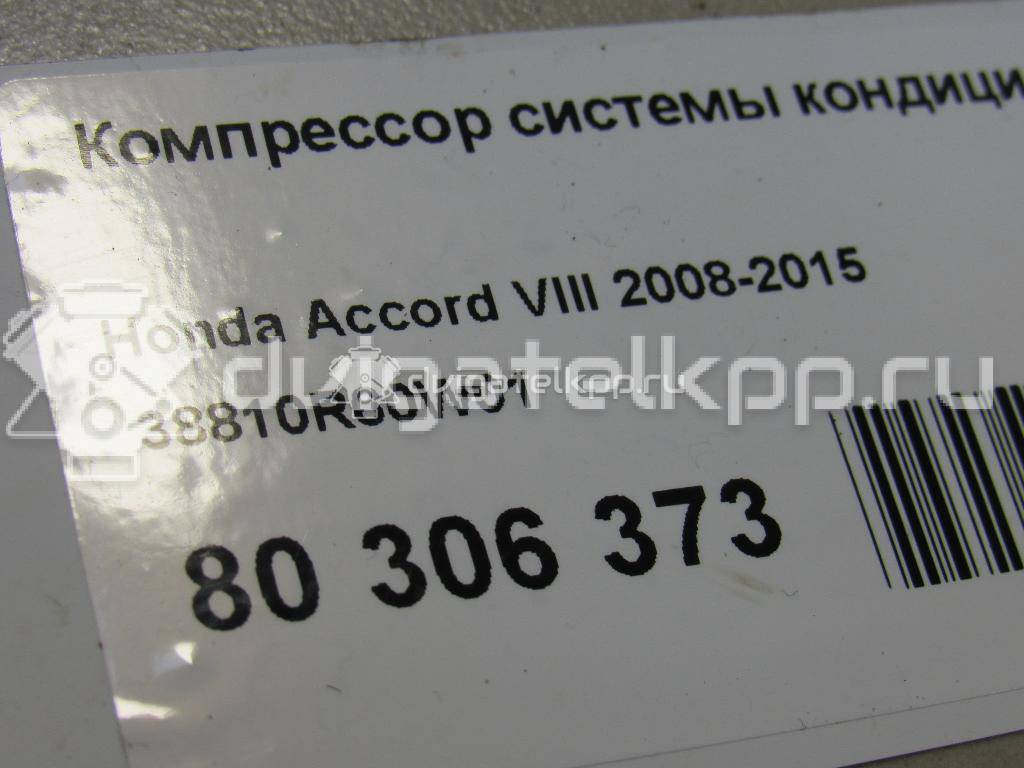 Компрессор системы кондици
Honda Accord VIII 2008-2015
dvigatelkpp.ru
80 306 373